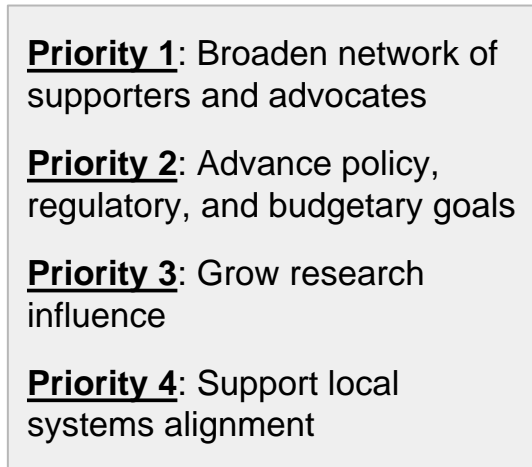 Priority 1: Broaden network of
supporters and advocates
Priority 2: Advance policy,
regulatory, and budgetary goals
Priority 3: Grow research
influence
Priority 4: Support local
systems alignment